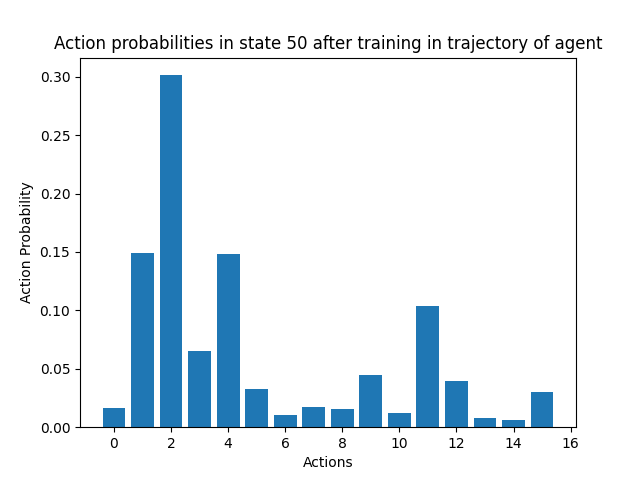 Action probabilities in state 50 after training in trajectory of agent
0.30
0.25
0.20
0.15
0.10
0.05
0.00
Action Probability
0 2 4 6 8 10 12 14 16
Actions